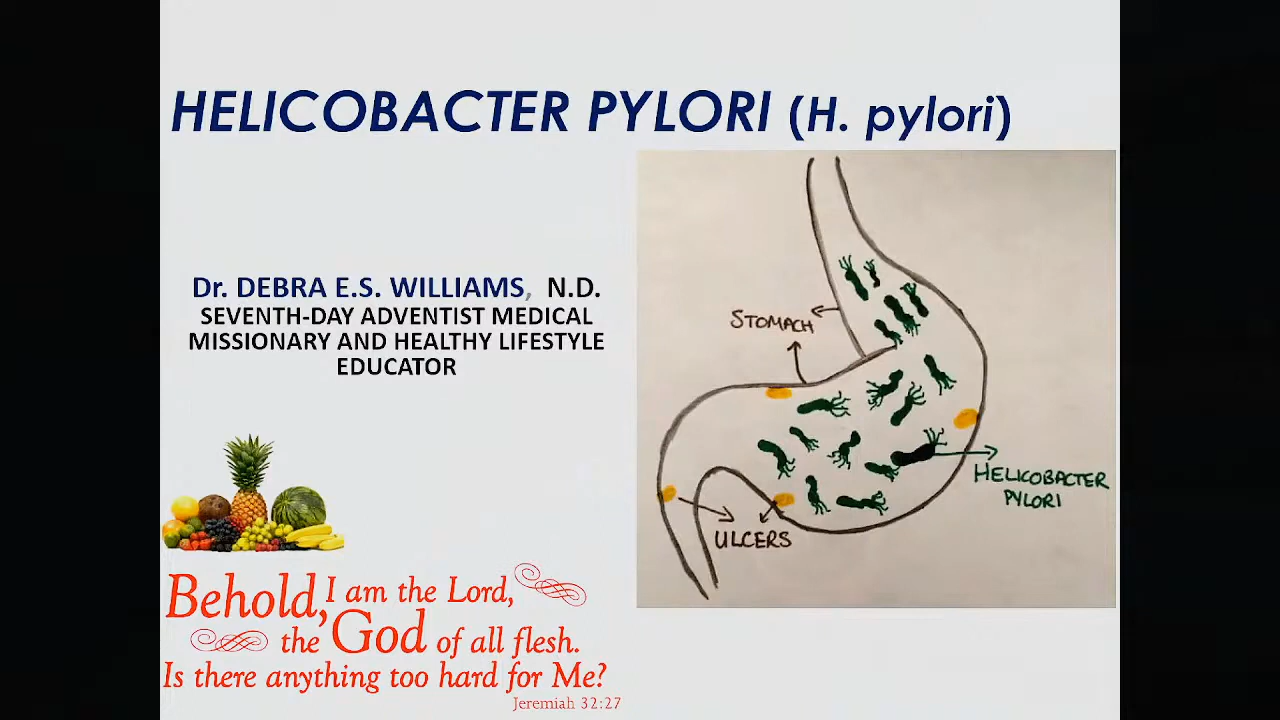 HELICOBACTER PYLORI (H. pylori)
Dr. DEBRA E.S. WILLIAMS, N.D.
SEVENTH-DAY ADVENTIST MEDICAL
MISSIONARY AND HEALTHY LIFESTYLE
EDUCATOR
STOMACH
HELICOBACTER
PYLORI
ULCERS
Behold, I am the Lord,
the God of all flesh.
Is there anything too hard for Me?
Jeremiah 32:27